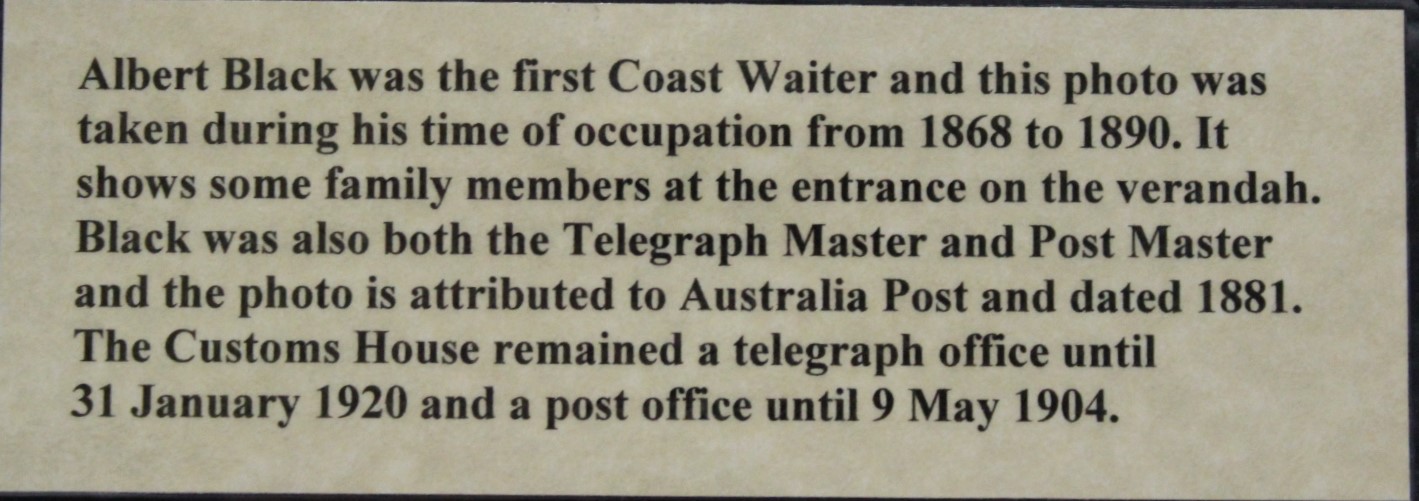 Albert Black was the first Coast Waiter and this photo was
taken during his time of occupation from 1868 to 1890. It
shows some family members at the entrance on the verandah.
Black was also both the Telegraph Master and Post Master
and the photo is attributed to Australia Post and dated 1881.
The Customs House remained a telegraph office until
31 January 1920 and a post office until 9 May 1904.